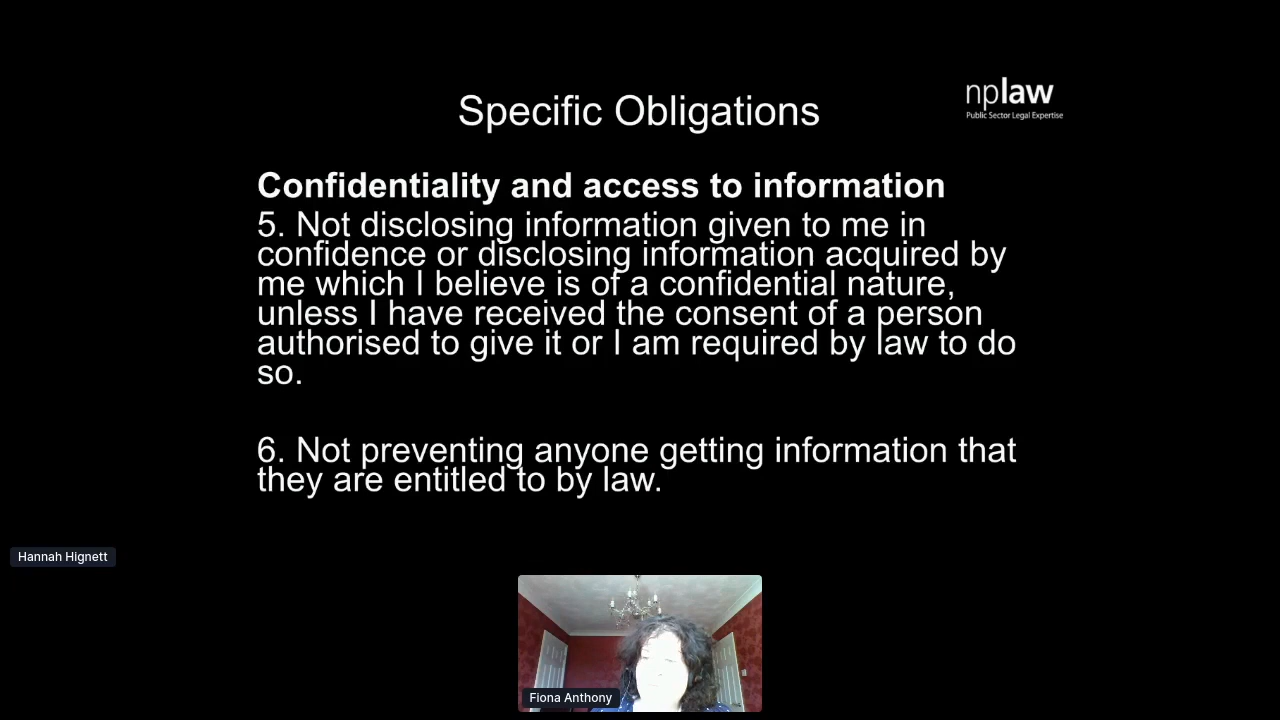 Specific Obligations
nplaw
Public Sector Legal Expertise
Confidentiality and access to information
5. Not disclosing information given to me in
confidence or disclosing information acquired by
me which I believe is of a confidential nature,
unless I have received the consent of a person
authorised to give it or I am required by law to do
so.
6. Not preventing anyone getting information that
they are entitled to by law.
Hannah Hignett
Fiona Anthony